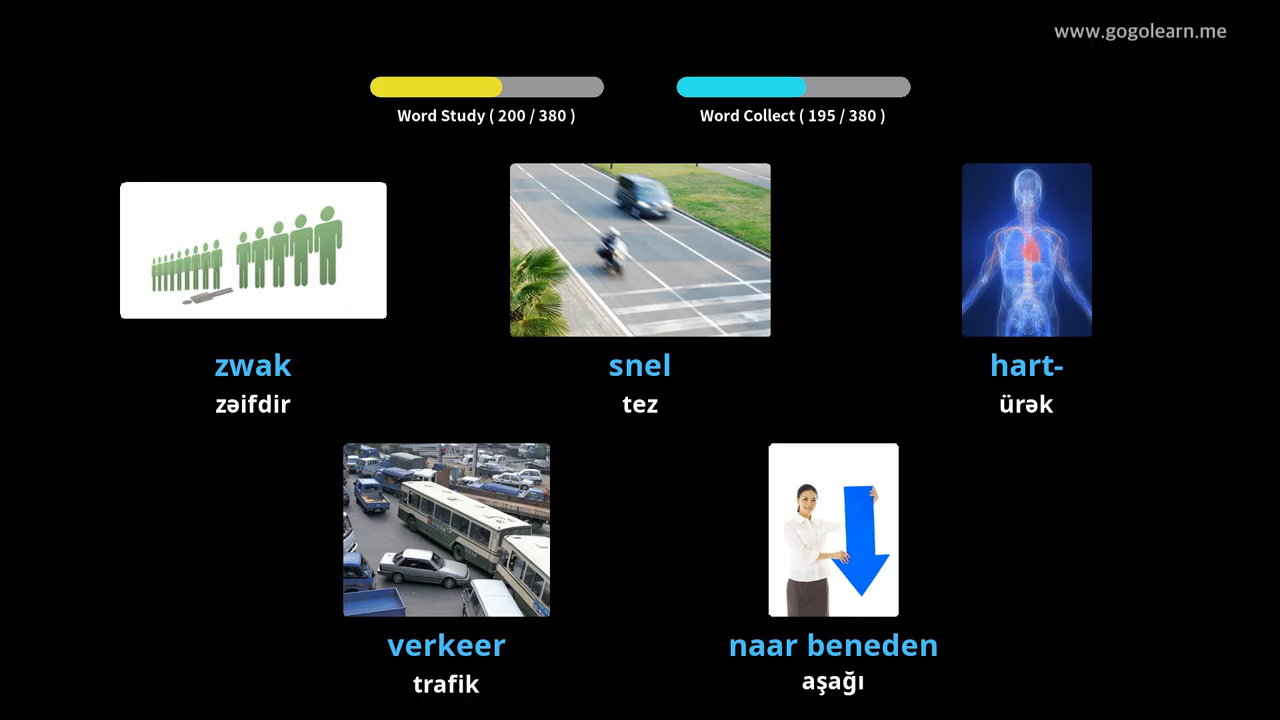 www.gogolearn.me
Word Study ( 200 / 380 )
Word Collect ( 195 / 380 )
zwak
zəifdir
snel
tez
hart-
ürək
verkeer
trafik
naar beneden
aşağı